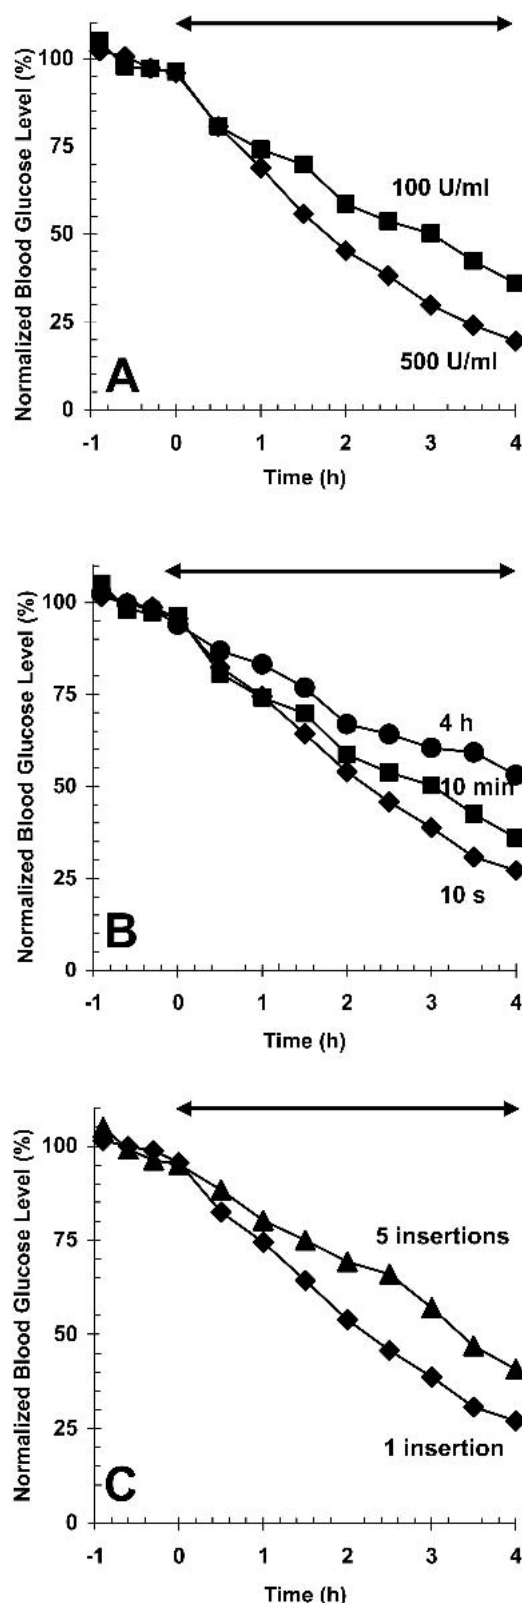 Normalized Blood Glucose Level (%)
100
75
50
25
0
100 U/ml
500 U/ml
A
-1 0 1 2 3 4
Time (h)
Normalized Blood Glucose Level (%)
100
75
50
25
0
4 h
10 min
10 s
B
-1 0 1 2 3 4
Time (h)
Normalized Blood Glucose Level (%)
100
75
50
25
0
5 insertions
1 insertion
C
-1 0 1 2 3 4
Time (h)